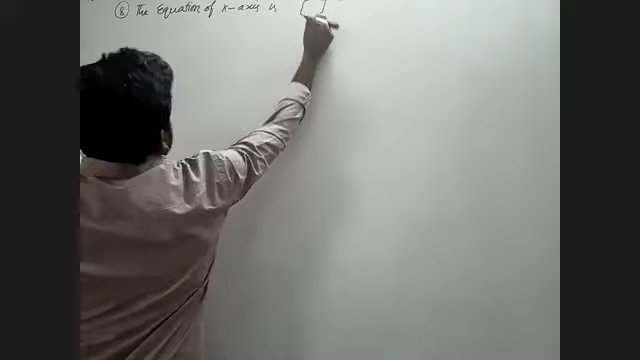 ⑧ The Equation of x-axis is [ ]